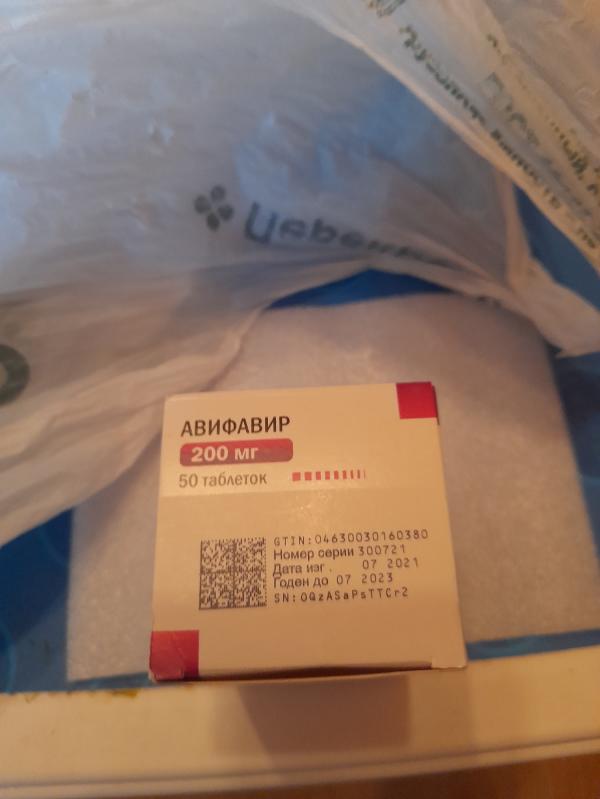 АВИФАВИР
200 мг
50 таблеток
GTIN:04630030160380
Номер серии 300721
Дата изг. 07 2021
Годен до 07 2023
SN:OQzASaPsTTCr2